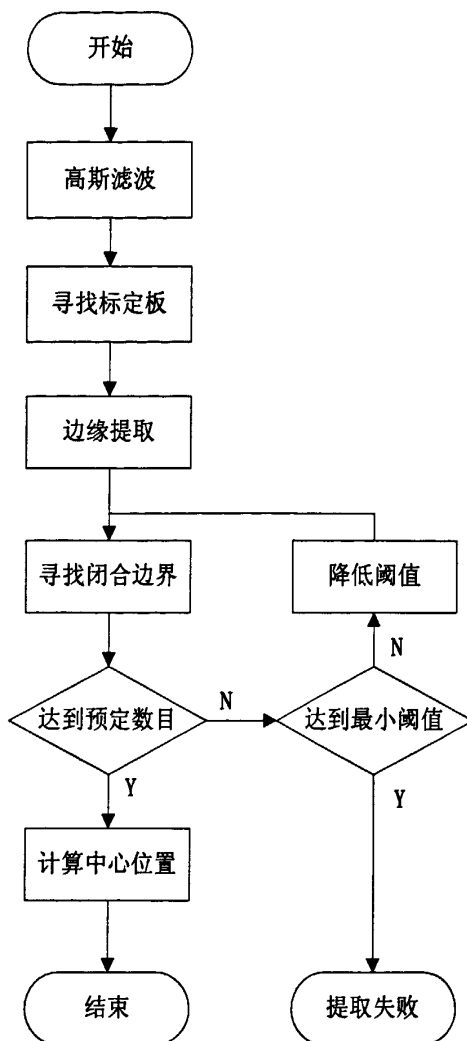 开始
高斯滤波
寻找标定板
边缘提取
寻找闭合边界
降低阈值
N
达到预定数目
N
达到最小阈值
Y
Y
计算中心位置
结束
提取失败